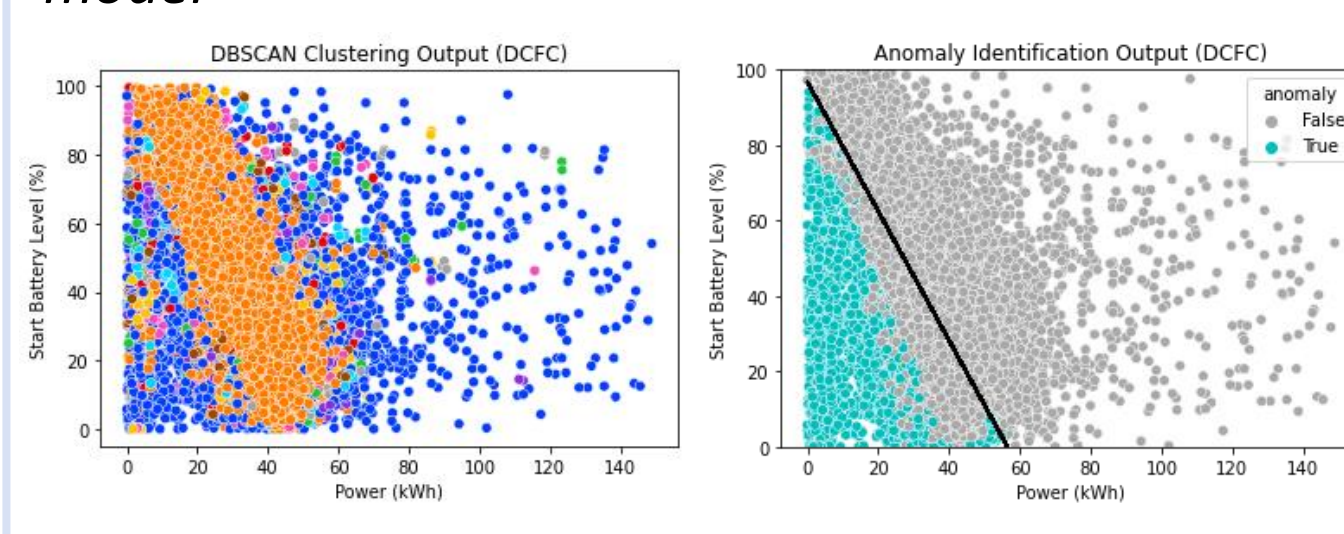 model
DBSCAN Clustering Output (DCFC)
Start Battery Level (%)
100
80
60
40
20
0
0 20 40 60 80 100 120 140
Power (kWh)
Anomaly Identification Output (DCFC)
Start Battery Level (%)
100
80
60
40
20
0
0 20 40 60 80 100 120 140
Power (kWh)
anomaly
False
True